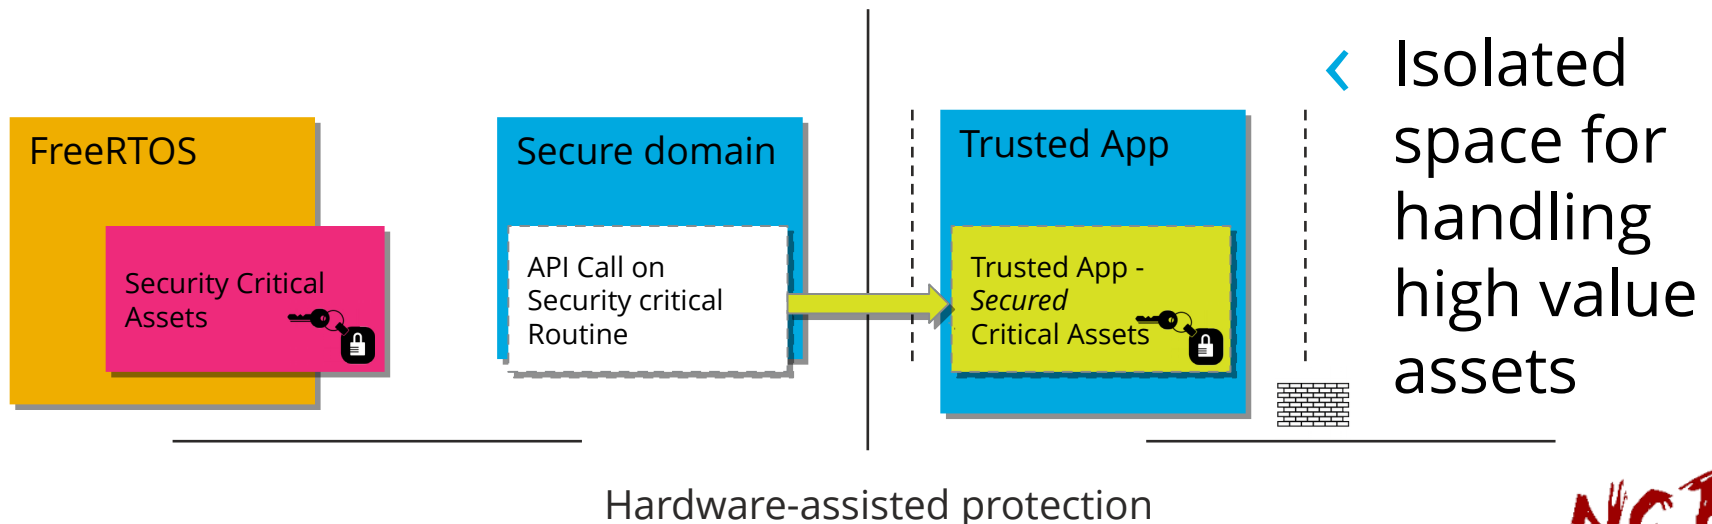 FreeRTOS
Security Critical
Assets
Secure domain
API Call on
Security critical
Routine
Trusted App
Trusted App -
Secured
Critical Assets
‹ Isolated
space for
handling
high value
assets
Hardware-assisted protection